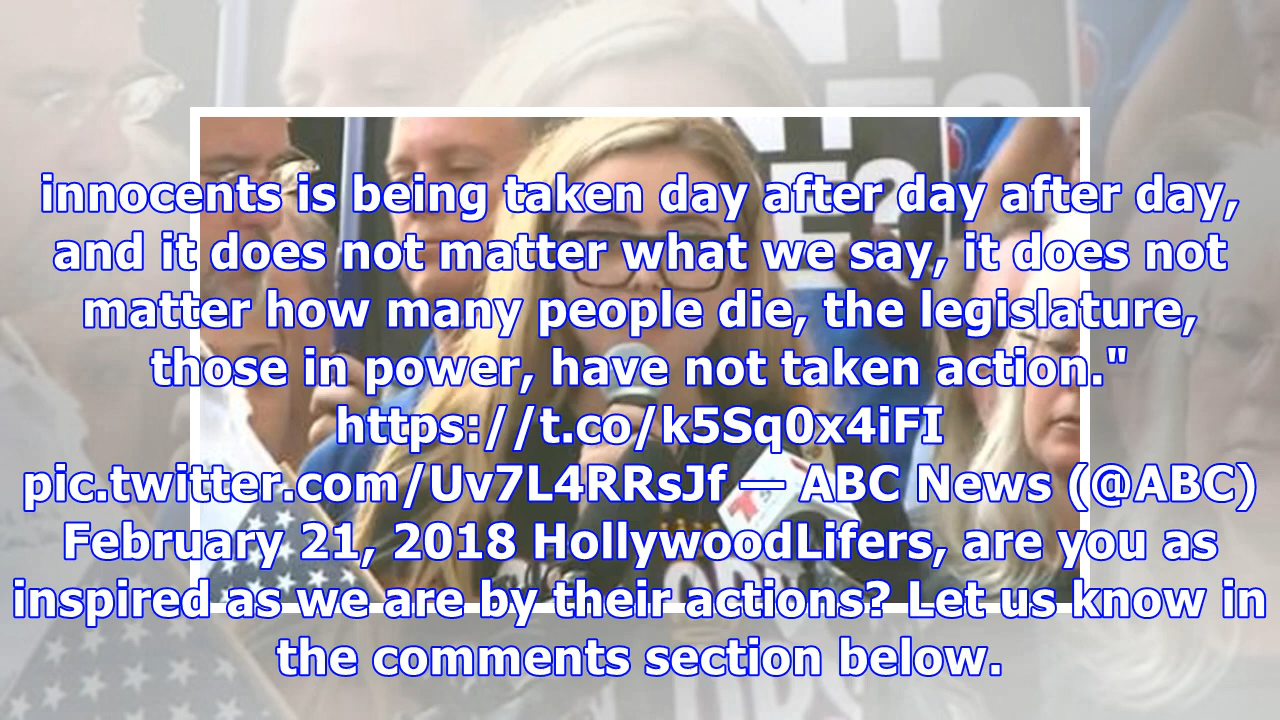 NY
E?
innocents is being taken day after day after day,
and it does not matter what we say, it does not
matter how many people die, the legislature,
those in power, have not taken action."
https://t.co/k5Sq0x4iFI
pic.twitter.com/Uv7L4RRsJf — ABC News (@ABC)
February 21, 2018 HollywoodLifers, are you as
inspired as we are by their actions? Let us know in
the comments section below.